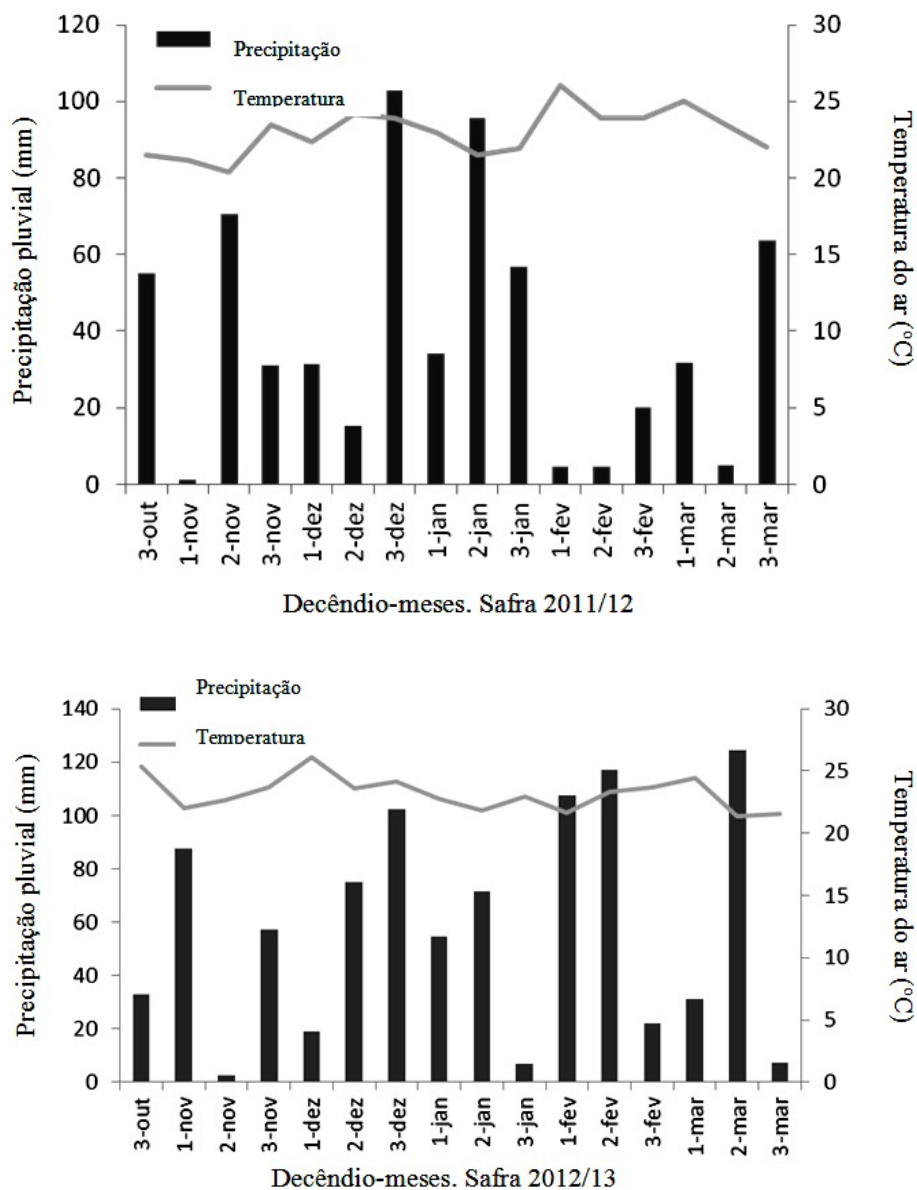 120
100
80
60
40
20
0
Precipitação pluvial (mm)
Precipitação
Temperatura
30
25
20
15
10
5
0
Temperatura do ar (°C)
3-out
1-nov
2-nov
3-nov
1-dez
2-dez
3-dez
1-jan
2-jan
3-jan
1-fev
2-fev
3-fev
1-mar
2-mar
3-mar
Decêndio-meses. Safra 2011/12
Precipitação
Temperatura
140
120
100
80
60
40
20
0
Precipitação pluvial (mm)
30
25
20
15
10
5
0
Temperatura do ar (°C)
3-out
1-nov
2-nov
3-nov
1-dez
2-dez
3-dez
1-jan
2-jan
3-jan
1-fev
2-fev
3-fev
1-mar
2-mar
3-mar
Decêndio-meses. Safra 2012/13